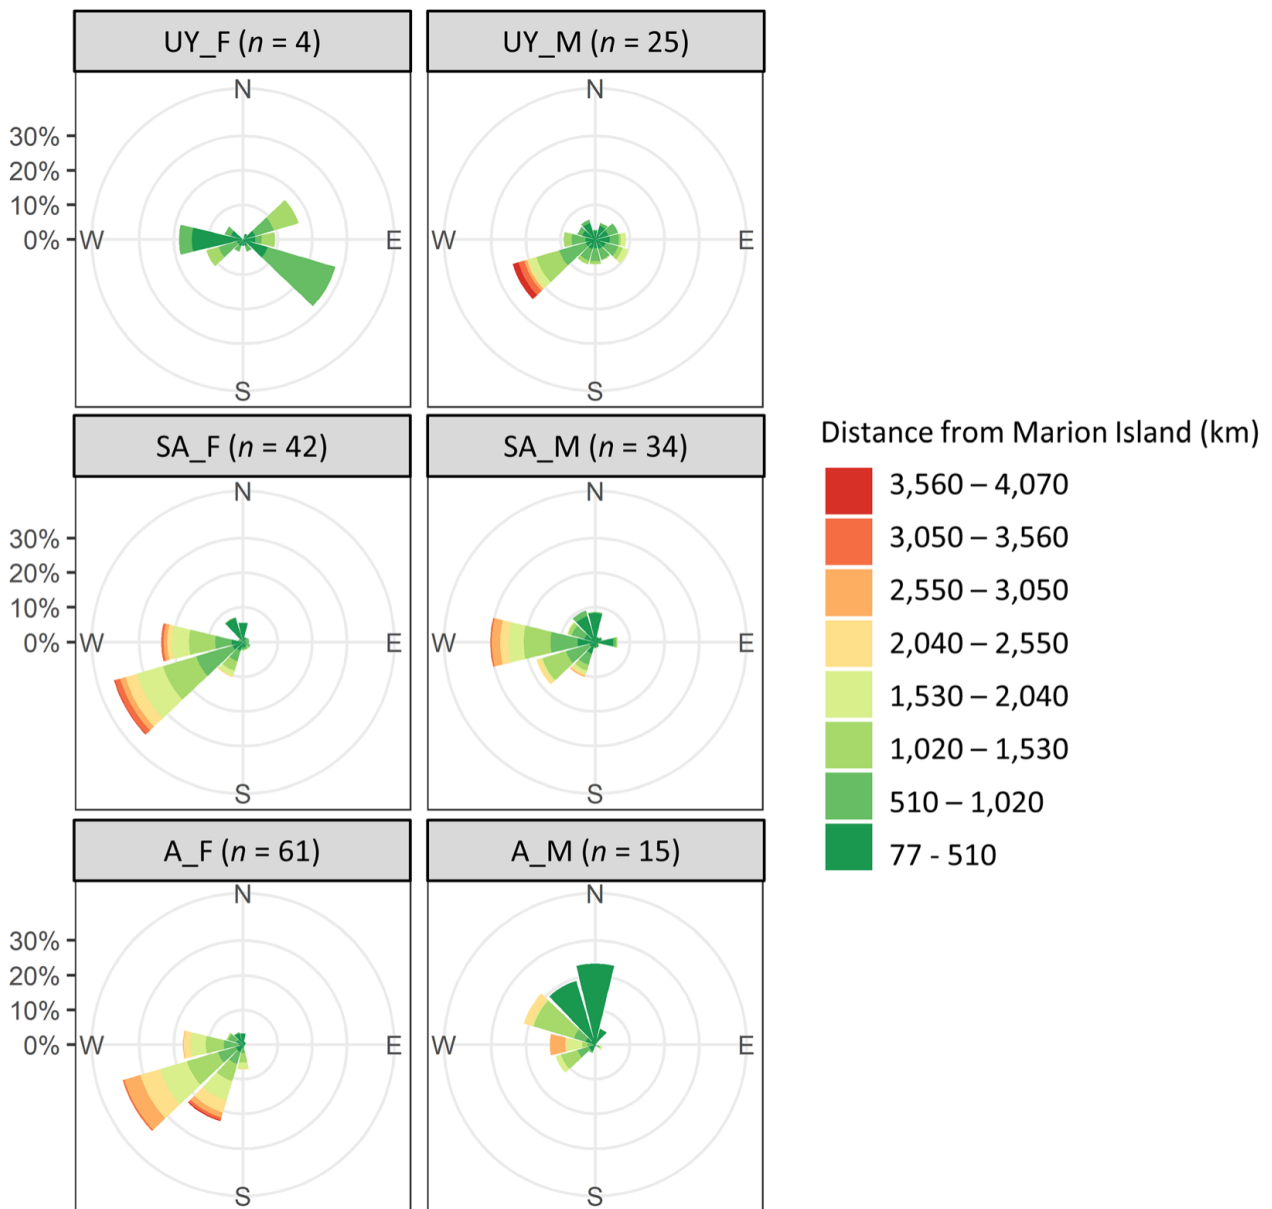 UY_F (n = 4)
UY_M (n = 25)
N
N
30%
20%
10%
0%
W
E
W
E
S
S
SA_F (n = 42)
SA_M (n = 34)
N
N
30%
20%
10%
0%
W
E
W
E
S
S
A_F (n = 61)
A_M (n = 15)
N
N
30%
20%
10%
0%
W
E
W
E
S
S
Distance from Marion Island (km)
3,560 – 4,070
3,050 – 3,560
2,550 – 3,050
2,040 – 2,550
1,530 – 2,040
1,020 – 1,530
510 – 1,020
77 - 510